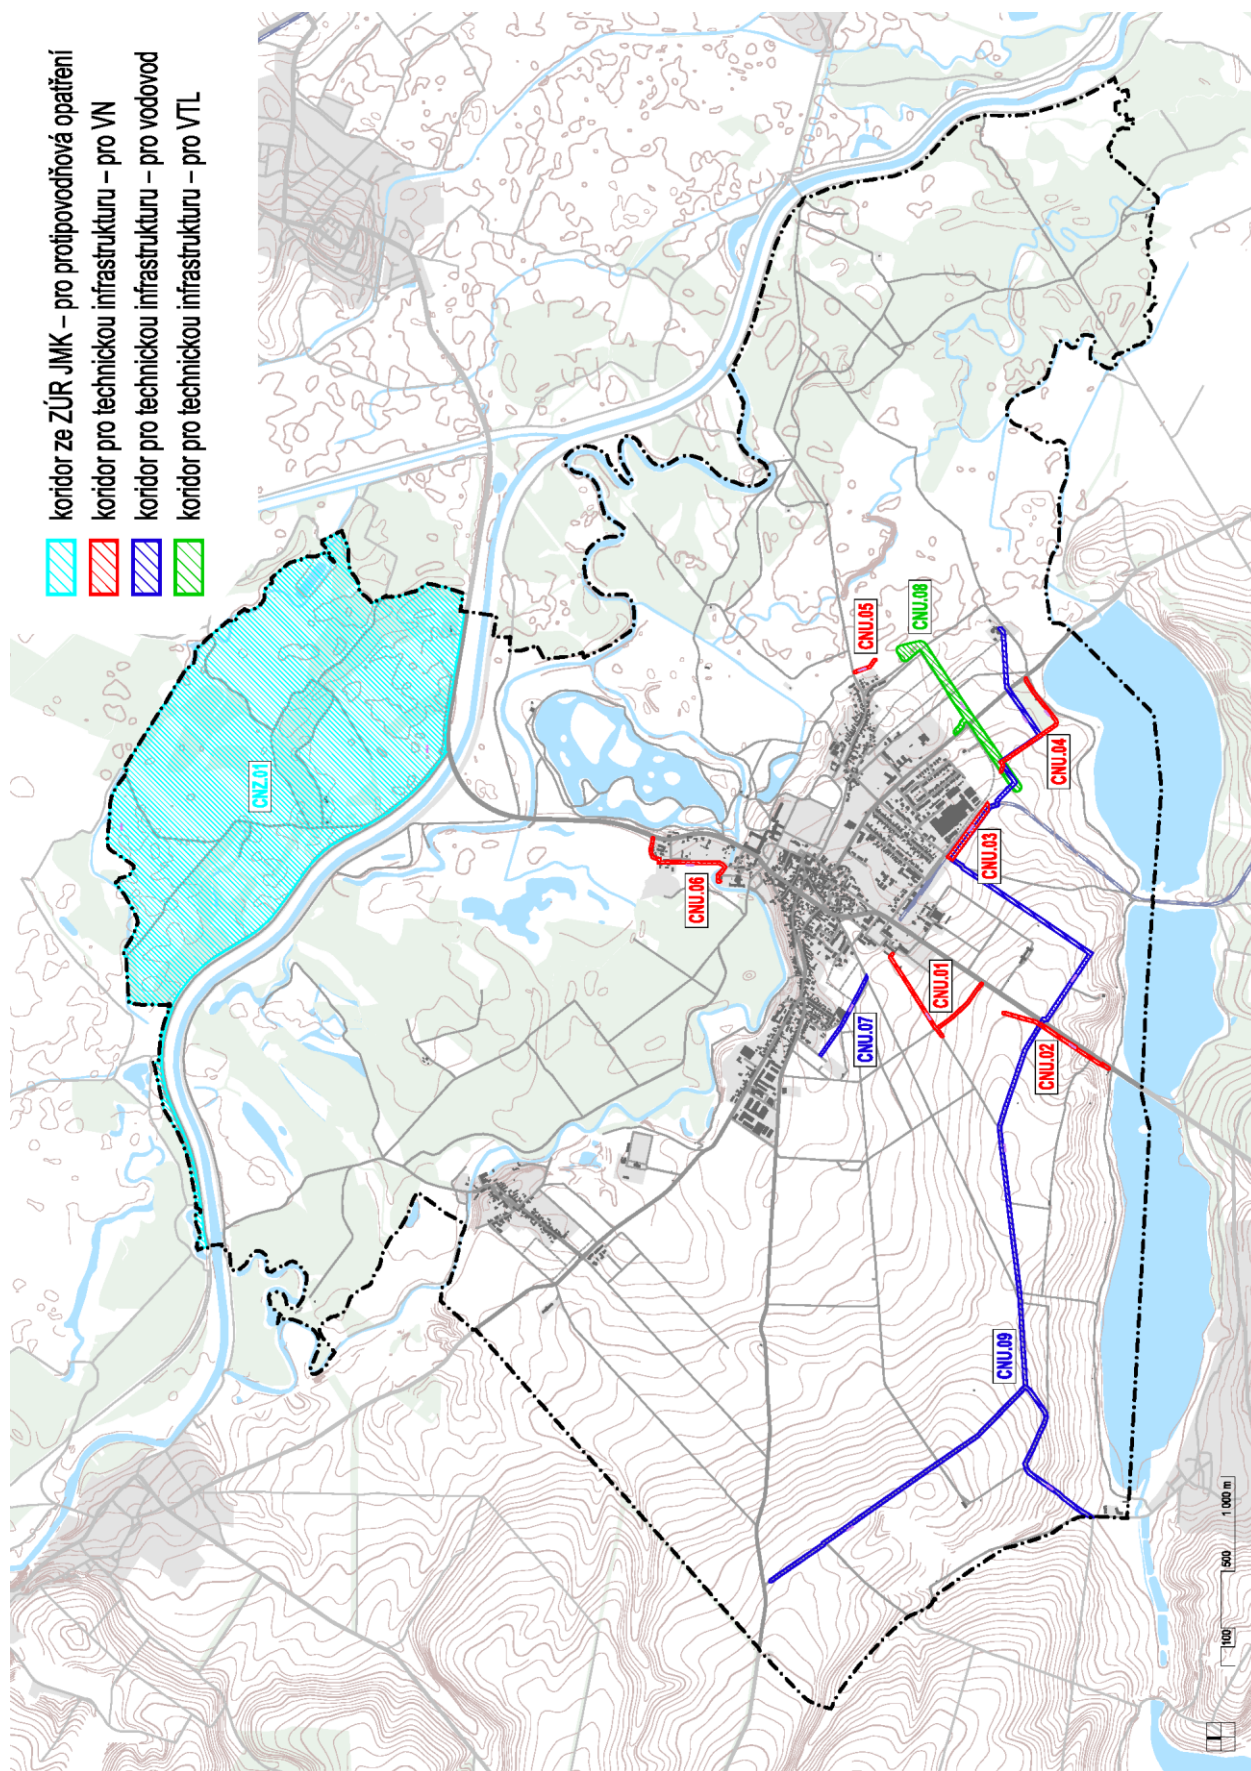 koridor ze ZÚR JMK – pro protipovodňová opatření
koridor pro technickou infrastrukturu – pro VN
koridor pro technickou infrastrukturu – pro vodovod
koridor pro technickou infrastrukturu – pro VTL
CNZ.01
CNU.05
CNU.08
CNU.06
CNU.04
CNU.03
CNU.01
CNU.07
CNU.02
CNU.09
100 500 1 000 m